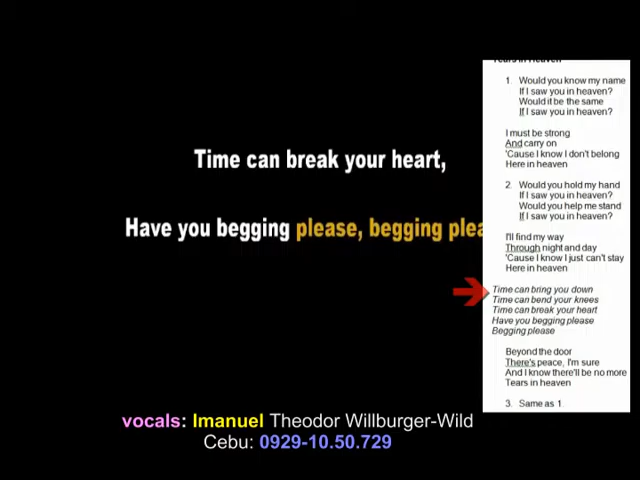 Time can break your heart,
Have you begging please, begging plea
vocals: Imanuel Theodor Willburger-Wild
Cebu: 0929-10.50.729
Tears in Heaven
1. Would you know my name
If I saw you in heaven?
Would it be the same
If I saw you in heaven?
I must be strong
And carry on
'Cause I know I don't belong
Here in heaven
2. Would you hold my hand
If I saw you in heaven?
Would you help me stand
If I saw you in heaven?
I'll find my way
Through night and day
'Cause I know I just can't stay
Here in heaven
Time can bring you down
Time can bend your knees
Time can break your heart
Have you begging please
Begging please
Beyond the door
There's peace, I'm sure
And I know there'll be no more
Tears in heaven
3. Same as 1.